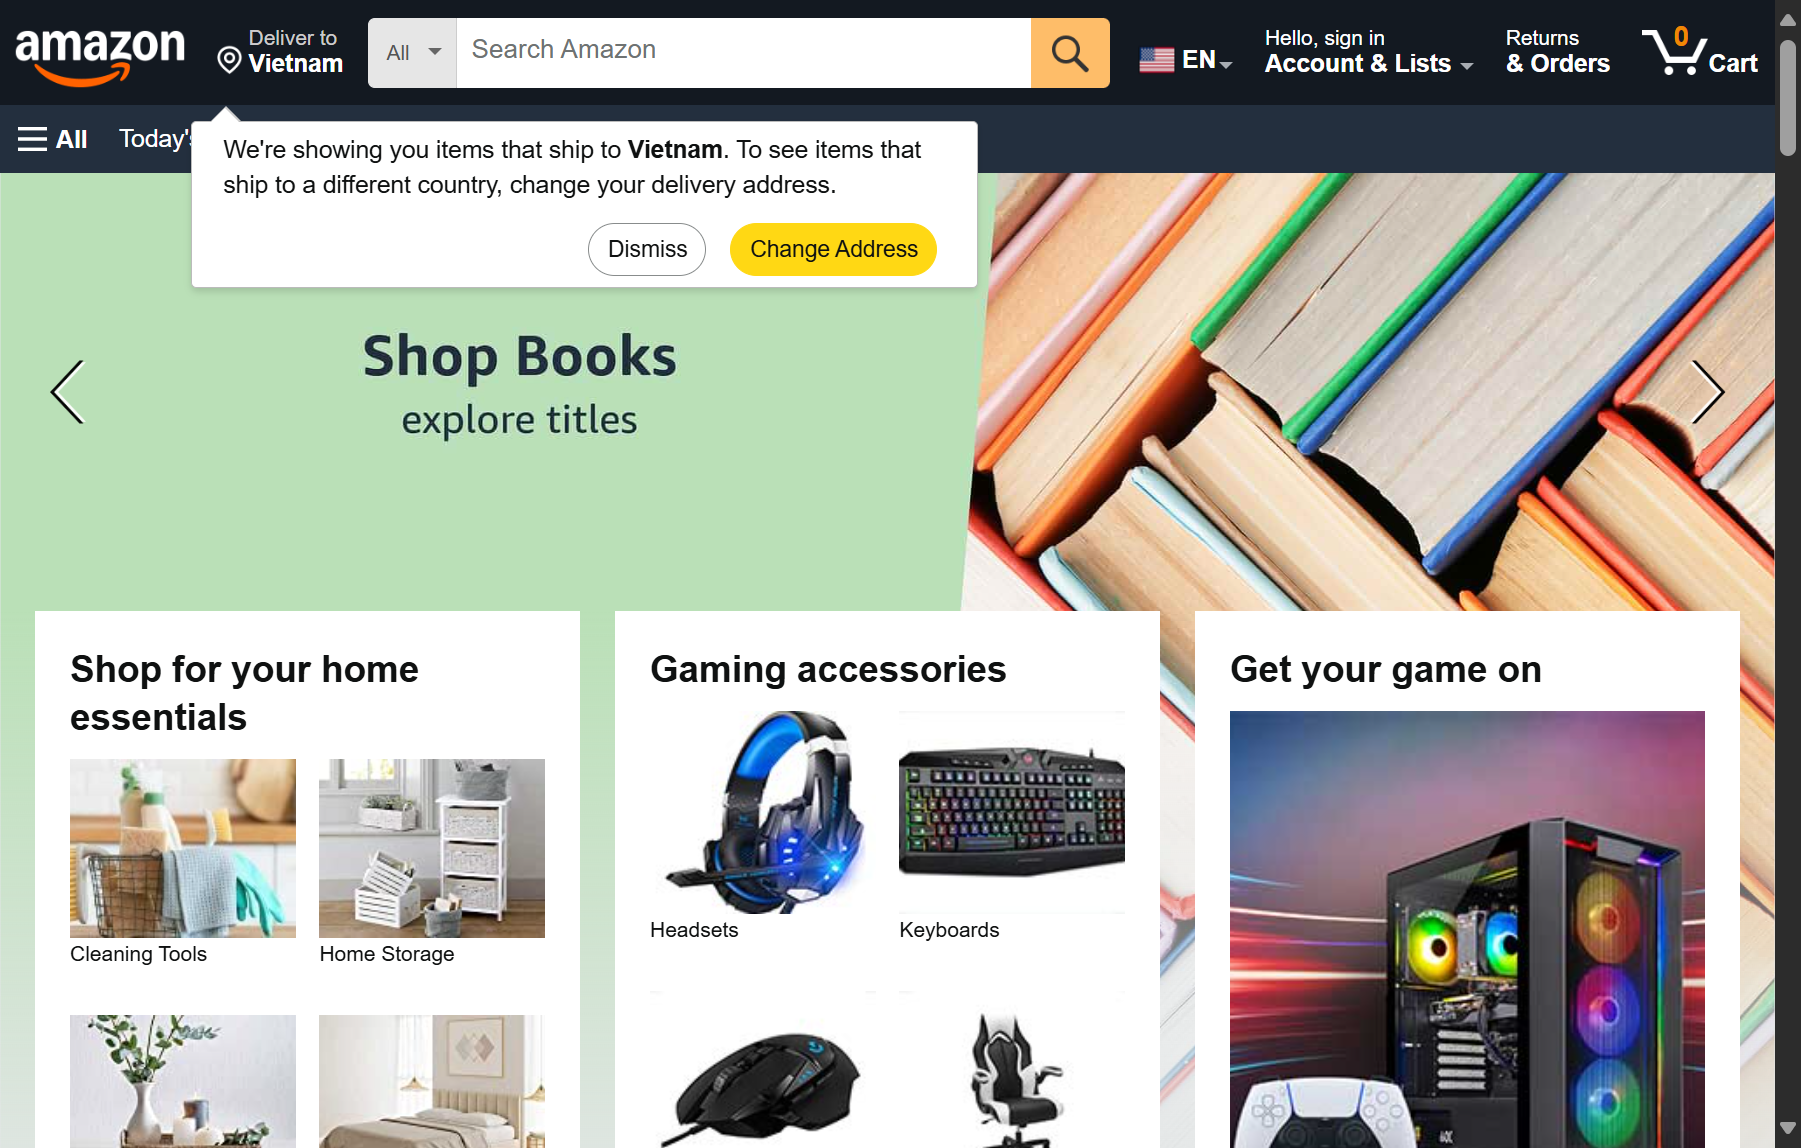 amazon
Deliver to
Vietnam
All
Search Amazon
EN
Hello, sign in
Account & Lists
Returns
& Orders
0
Cart
All
Today's
We're showing you items that ship to Vietnam. To see items that
ship to a different country, change your delivery address.
Dismiss
Change Address
Shop Books
explore titles
Shop for your home
essentials
Cleaning Tools
Home Storage
Gaming accessories
Headsets
Keyboards
Get your game on